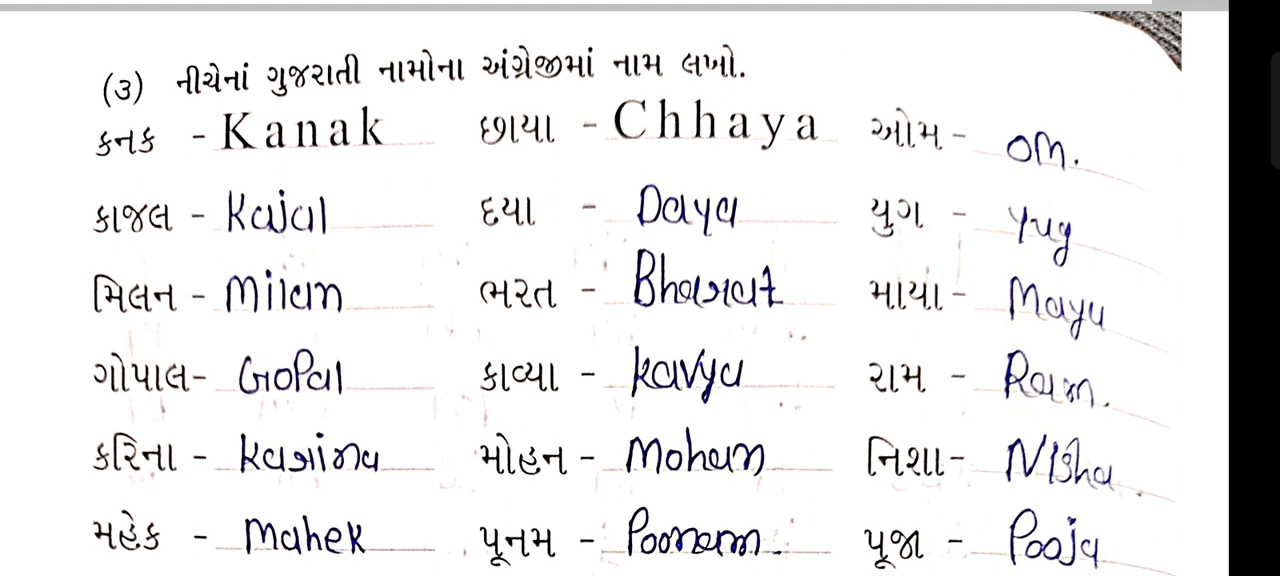 (૩) નીચેનાં ગુજરાતી નામોના અંગ્રેજીમાં નામ લખો.
કનક - Kanak છાયા - Chhaya ઓમ - Om.
કાજલ - Kajal દયા - Daya યુગ - Yug
મિલન - Milan ભરત - Bharat માયા - Maya
ગોપાલ - Gopal કાવ્યા - Kavya રામ - Ram.
કરિના - Karina મોહન - Mohan નિશા - Nisha.
મહેક - Mahek પૂનમ - Poonam. પૂજા - Pooja